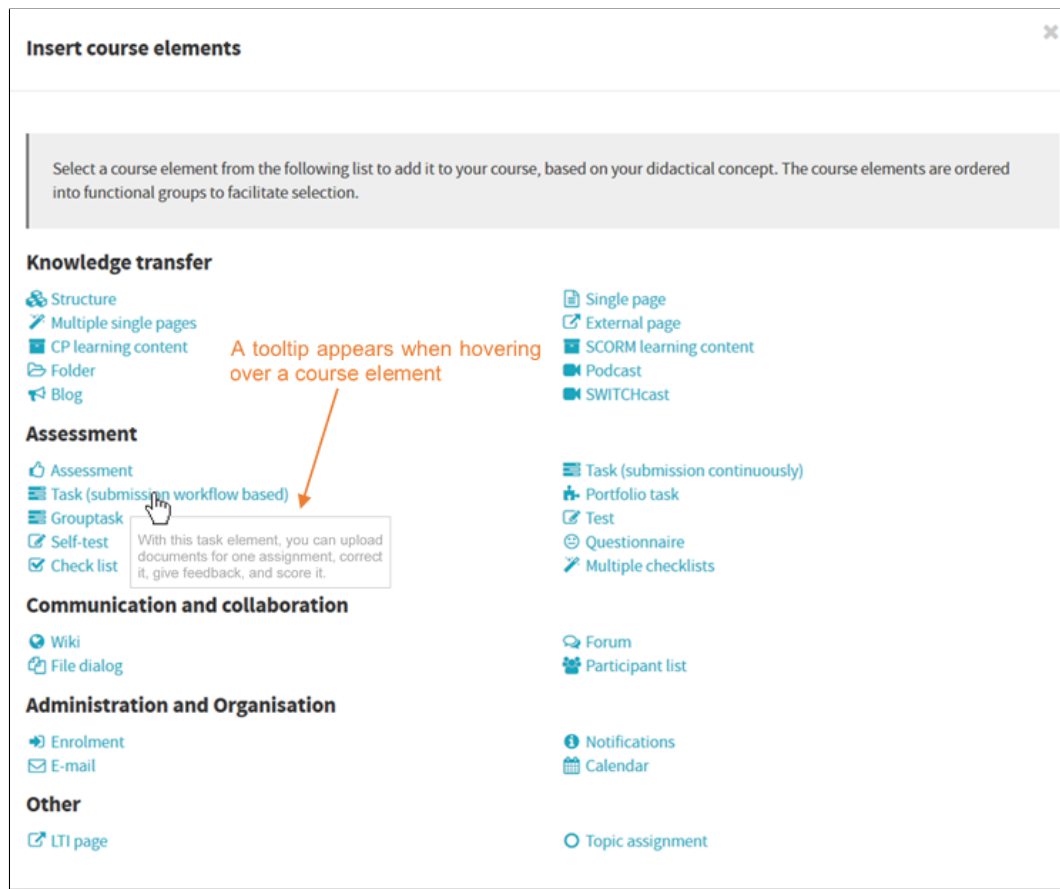 Insert course elements
Select a course element from the following list to add it to your course, based on your didactical concept. The course elements are ordered
into functional groups to facilitate selection.
Knowledge transfer
Structure
Single page
Multiple single pages
External page
CP learning content
SCORM learning content
Folder
Podcast
Blog
SWITCHcast
A tooltip appears when hovering
over a course element
Assessment
Assessment
Task (submission continuously)
Task (submission workflow based)
Portfolio task
Grouptask
Test
Self-test
Questionnaire
Check list
Multiple checklists
With this task element, you can upload
documents for one assignment, correct
it, give feedback, and score it.
Communication and collaboration
Wiki
Forum
File dialog
Participant list
Administration and Organisation
Enrolment
Notifications
E-mail
Calendar
Other
LTI page
Topic assignment